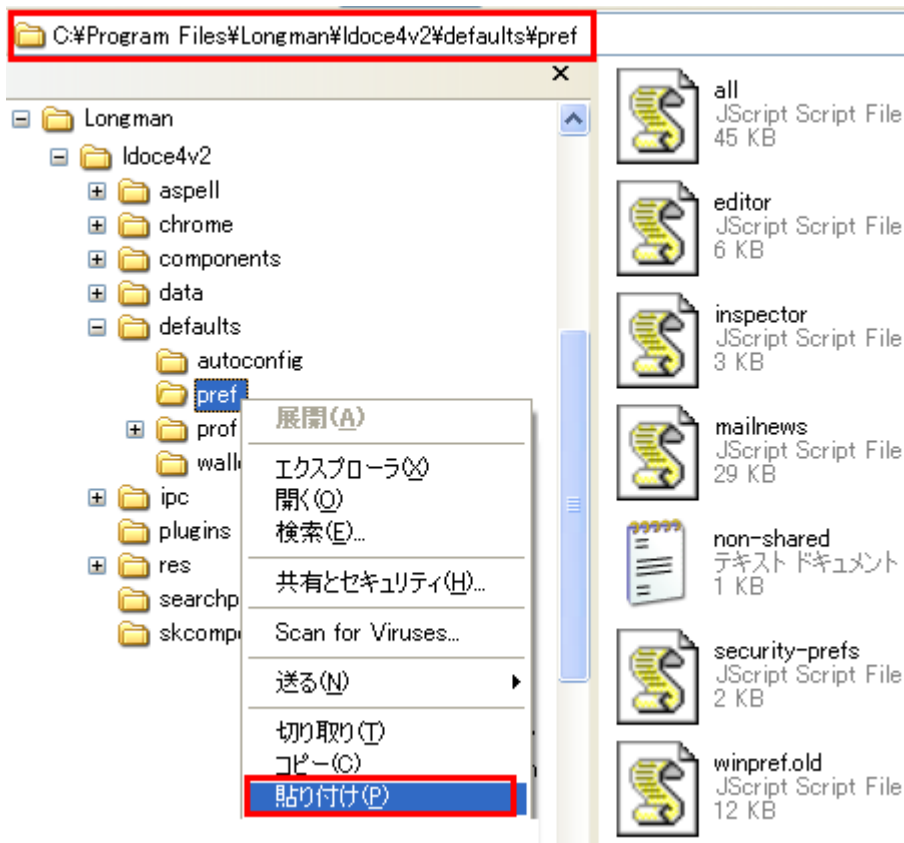 C:¥Program Files¥Longman¥ldoce4v2¥defaults¥pref
Longman
ldoce4v2
aspell
chrome
components
data
defaults
autoconfig
pref
prof
ipc
plugins
res
展開(A)
エクスプローラ(X)
開く(O)
検索(E)...
共有とセキュリティ(H)...
Scan for Viruses...
送る(N)
切り取り(T)
コピー(C)
貼り付け(P)
all
JScript Script File
45 KB
editor
JScript Script File
6 KB
inspector
JScript Script File
3 KB
mailnews
JScript Script File
29 KB
non-shared
テキスト ドキュメント
1 KB
security-prefs
JScript Script File
2 KB
winpref.old
JScript Script File
12 KB